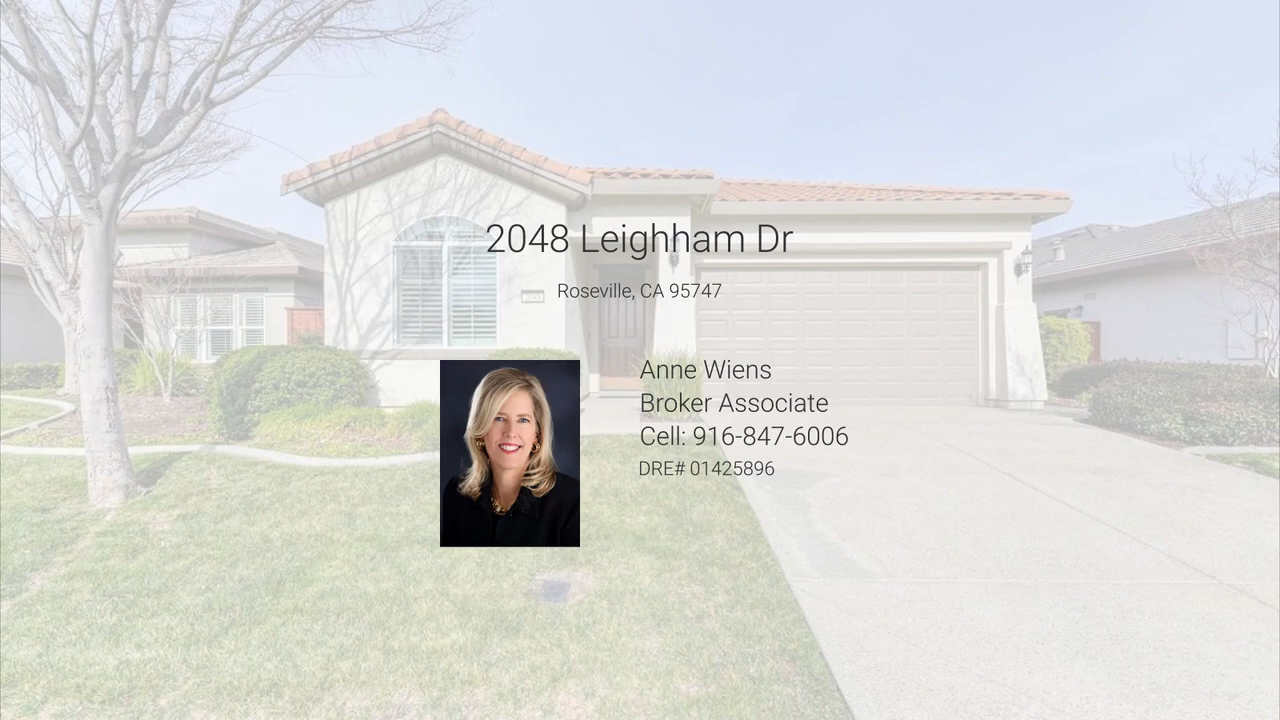 2048 Leighham Dr
Roseville, CA 95747
Anne Wiens
Broker Associate
Cell: 916-847-6006
DRE# 01425896